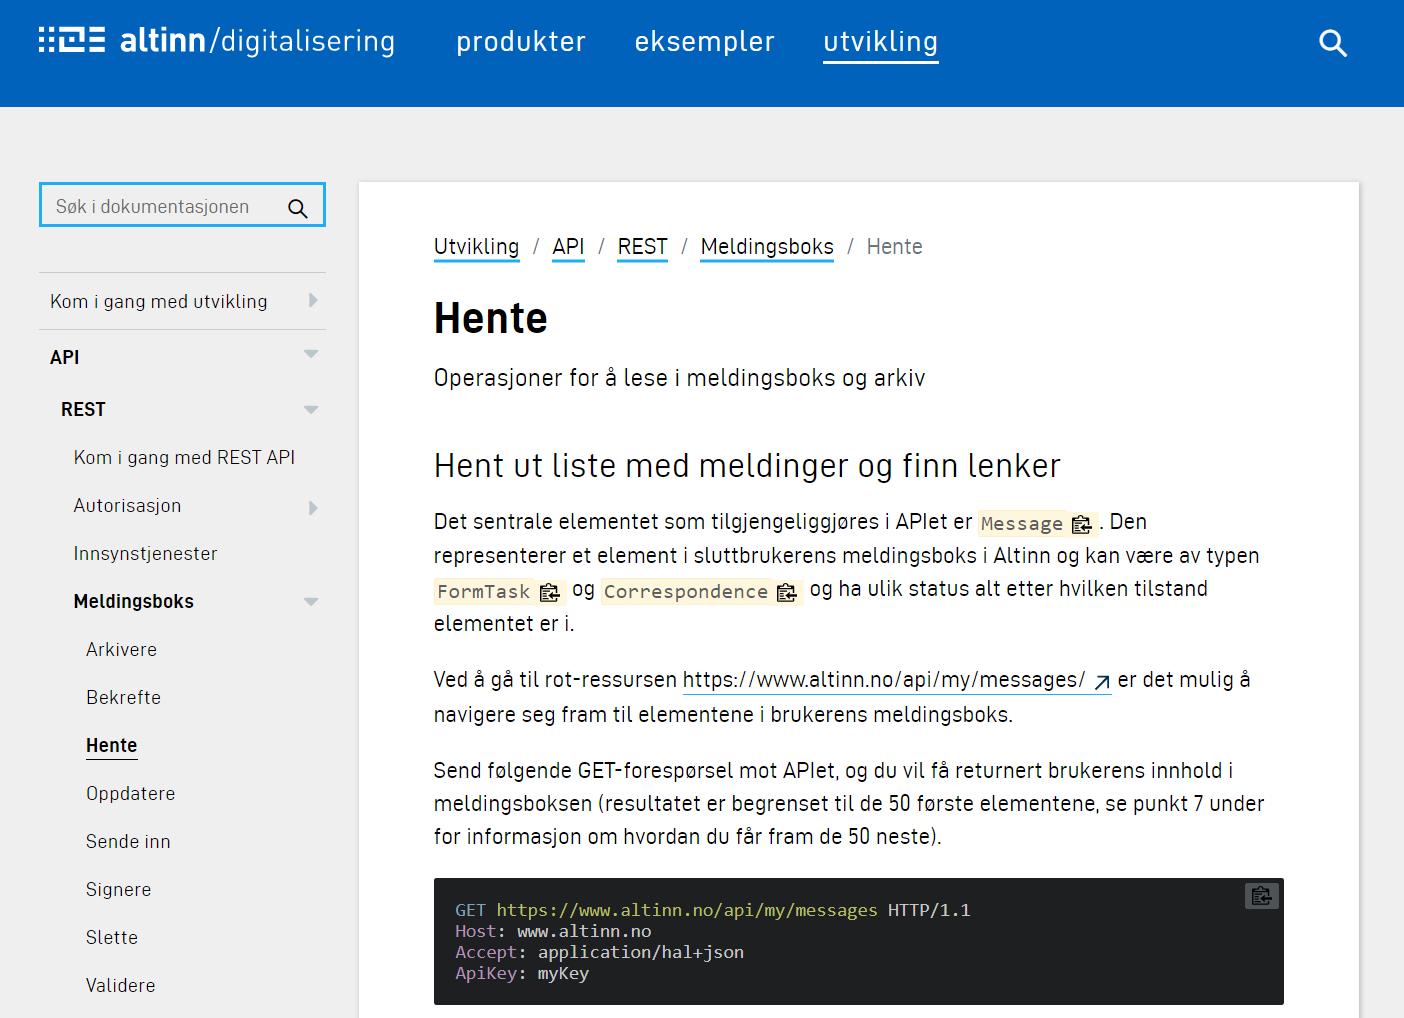 altinn/digitalisering produkter eksempler utvikling
Søk i dokumentasjonen
Kom i gang med utvikling
API
REST
Kom i gang med REST API
Autorisasjon
Innsynstjenester
Meldingsboks
Arkivere
Bekrefte
Hente
Oppdatere
Sende inn
Signere
Slette
Validere
Utvikling / API / REST / Meldingsboks / Hente
Hente
Operasjoner for å lese i meldingsboks og arkiv
Hent ut liste med meldinger og finn lenker
Det sentrale elementet som tilgjengeliggjøres i APIet er Message . Den
representerer et element i sluttbrukerens meldingsboks i Altinn og kan være av typen
FormTask og Correspondence og ha ulik status alt etter hvilken tilstand
elementet er i.
Ved å gå til rot-ressursen https://www.altinn.no/api/my/messages/ er det mulig å
navigere seg fram til elementene i brukerens meldingsboks.
Send følgende GET-forespørsel mot APIet, og du vil få returnert brukerens innhold i
meldingsboksen (resultatet er begrenset til de 50 første elementene, se punkt 7 under
for informasjon om hvordan du får fram de 50 neste).
GET https://www.altinn.no/api/my/messages HTTP/1.1
Host: www.altinn.no
Accept: application/hal+json
ApiKey: myKey